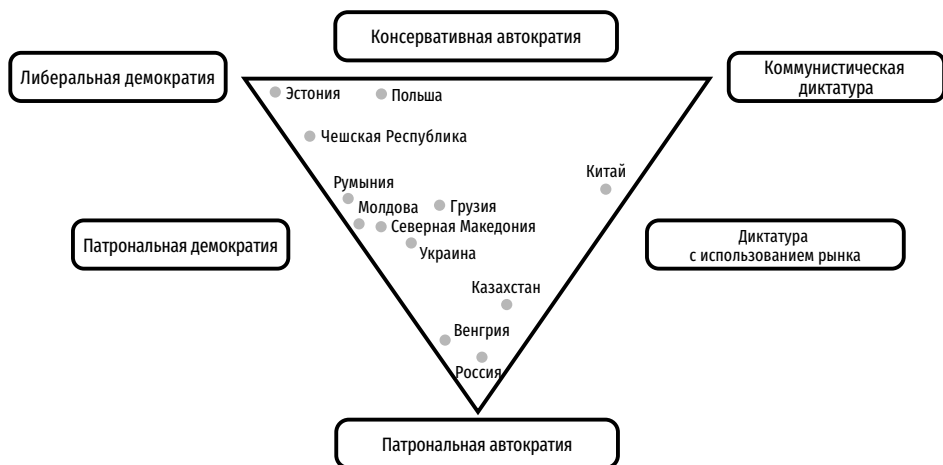 Консервативная автократия
Либеральная демократия
Коммунистическая
диктатура
Эстония
Польша
Чешская Республика
Китай
Румыния
Грузия
Молдова
Северная Македония
Патрональная демократия
Украина
Диктатура
с использованием рынка
Казахстан
Венгрия
Россия
Патрональная автократия